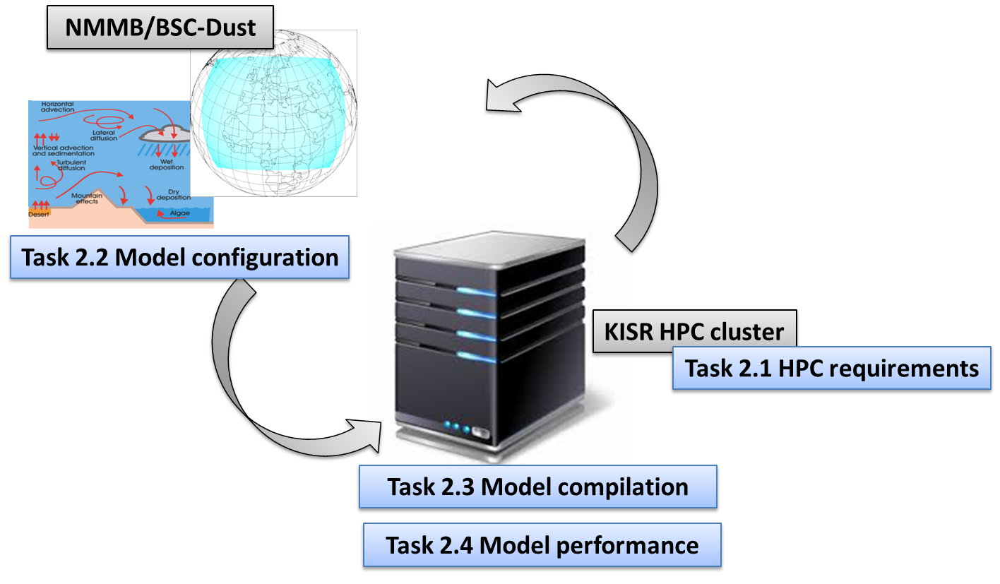 NMMB/BSC-Dust
Horizontal
advection
Lateral
diffusion
Vertical advection
and sedimentation
Turbulent
diffusion
Wet
deposition
Mountain
effects
Dry
deposition
Desert
Algae
Task 2.2 Model configuration
KISR HPC cluster
Task 2.1 HPC requirements
Task 2.3 Model compilation
Task 2.4 Model performance